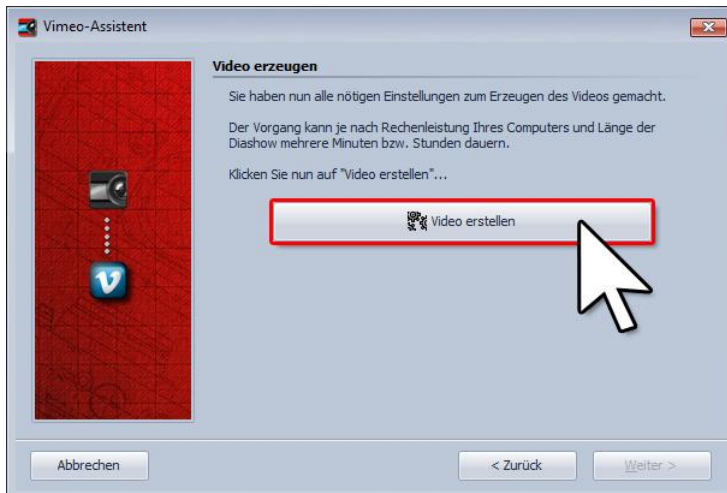 Vimeo-Assistent
Video erzeugen
Sie haben nun alle nötigen Einstellungen zum Erzeugen des Videos gemacht.
Der Vorgang kann je nach Rechenleistung Ihres Computers und Länge der
Diashow mehrere Minuten bzw. Stunden dauern.
Klicken Sie nun auf "Video erstellen"...
Video erstellen
Abbrechen
< Zurück
Weiter >